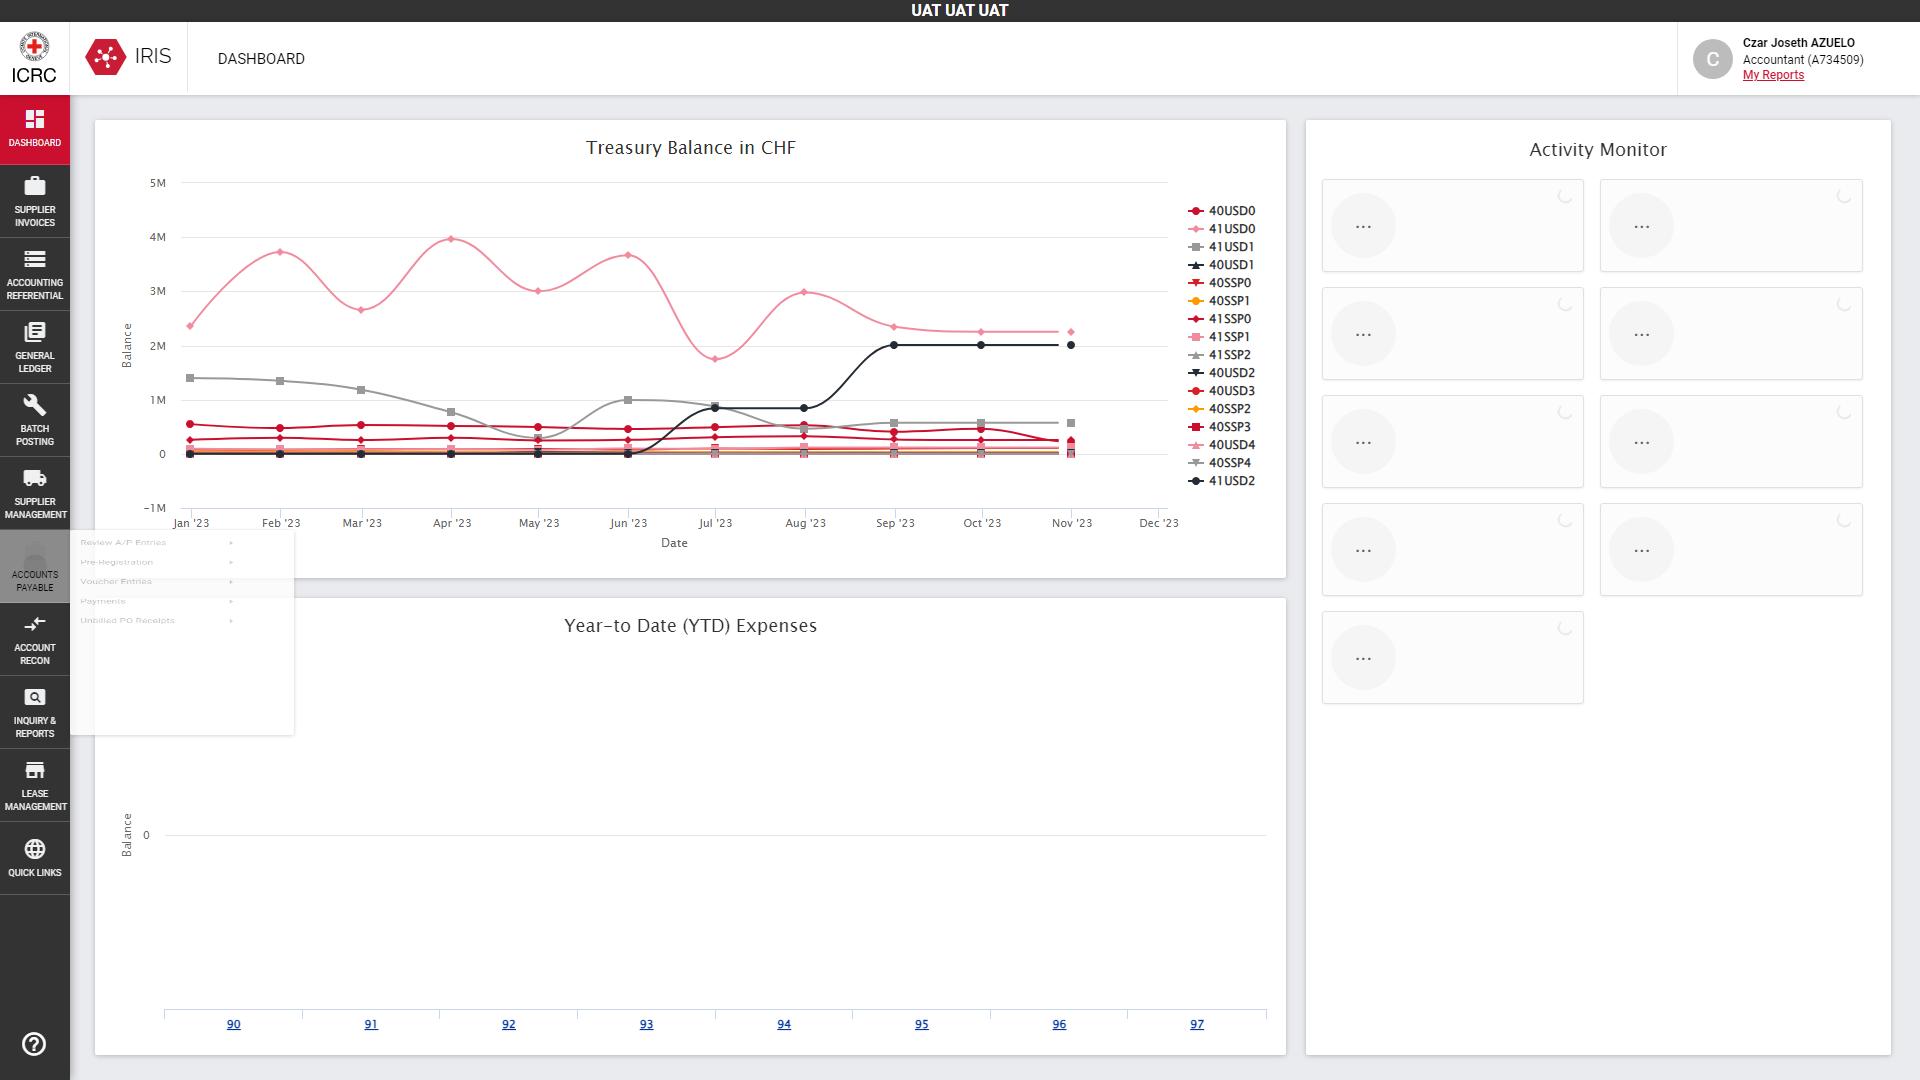 UAT UAT UAT
ICRC
IRIS
DASHBOARD
Czar Joseth AZUELO
Accountant (A734509)
My Reports
DASHBOARD
SUPPLIER
INVOICES
ACCOUNTING
REFERENTIAL
GENERAL
LEDGER
BATCH
POSTING
SUPPLIER
MANAGEMENT
ACCOUNTS
PAYABLE
ACCOUNT
RECON
INQUIRY &
REPORTS
LEASE
MANAGEMENT
QUICK LINKS
Review A/P Entries
Pre-Registration
Voucher Entries
Payments
Unbilled PO Receipts
Treasury Balance in CHF
Balance
5M
4M
3M
2M
1M
0
-1M
Jan '23
Feb '23
Mar '23
Apr '23
May '23
Jun '23
Jul '23
Aug '23
Sep '23
Oct '23
Nov '23
Dec '23
Date
40USD0
41USD0
41USD1
40USD1
40SSP0
40SSP1
41SSP0
41SSP1
41SSP2
40USD2
40USD3
40SSP2
40SSP3
40USD4
40SSP4
41USD2
Year-to Date (YTD) Expenses
Balance
0
90
91
92
93
94
95
96
97
Activity Monitor
...
...
...
...
...
...
...
...
...